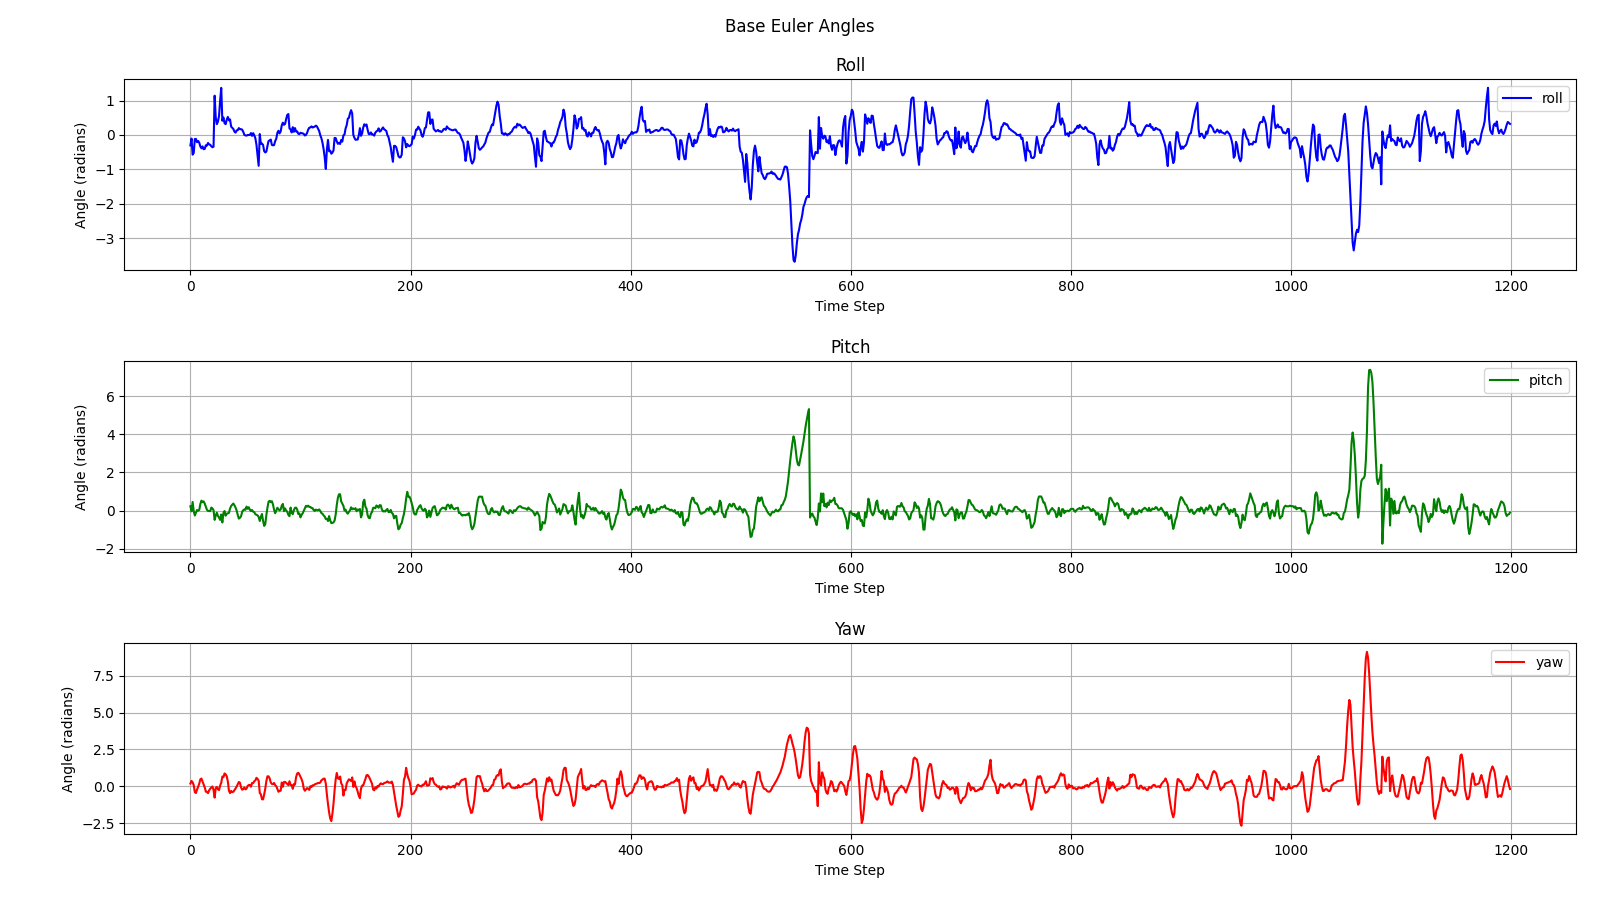 Base Euler Angles
Roll
Angle (radians)
1
0
−1
−2
−3
roll
0 200 400 600 800 1000 1200
Time Step
Pitch
Angle (radians)
6
4
2
0
−2
pitch
0 200 400 600 800 1000 1200
Time Step
Yaw
Angle (radians)
7.5
5.0
2.5
0.0
−2.5
yaw
0 200 400 600 800 1000 1200
Time Step